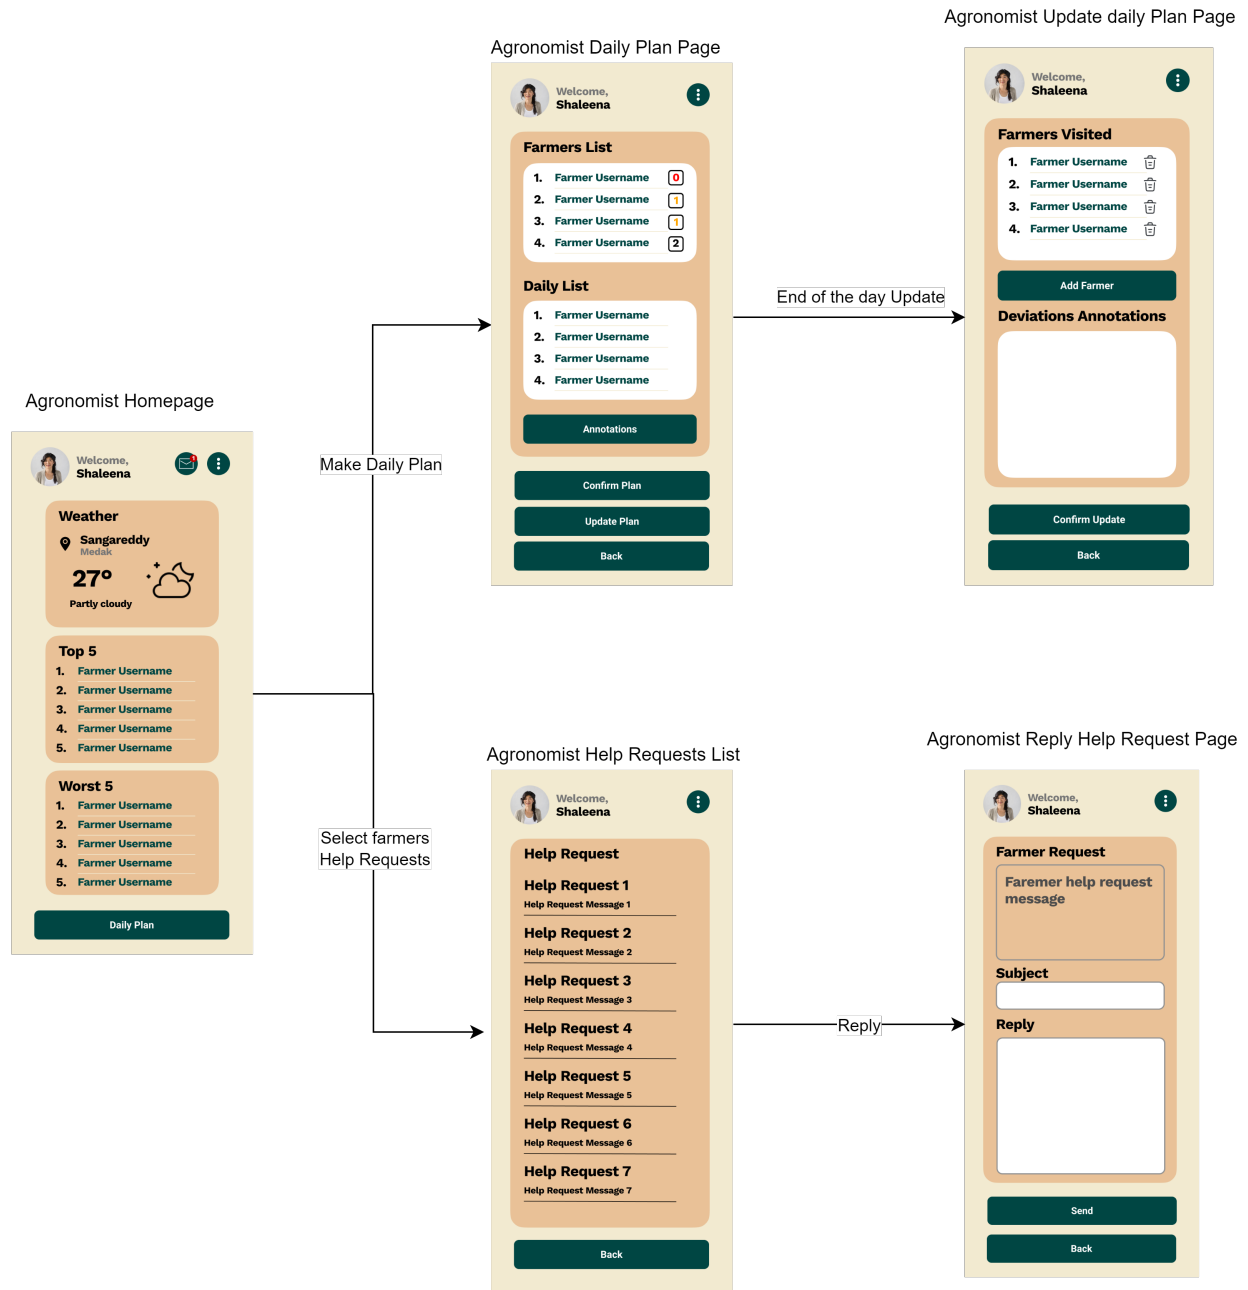 Agronomist Update daily Plan Page
Agronomist Daily Plan Page
Welcome,
Shaleena
Farmers List
1. Farmer Username 0
2. Farmer Username 1
3. Farmer Username 1
4. Farmer Username 2
Daily List
1. Farmer Username
2. Farmer Username
3. Farmer Username
4. Farmer Username
Annotations
Confirm Plan
Update Plan
Back
End of the day Update
Welcome,
Shaleena
Farmers Visited
1. Farmer Username
2. Farmer Username
3. Farmer Username
4. Farmer Username
Add Farmer
Deviations Annotations
Confirm Update
Back
Agronomist Homepage
Welcome,
Shaleena
1
Weather
Sangareddy
Medak
27°
Partly cloudy
Top 5
1. Farmer Username
2. Farmer Username
3. Farmer Username
4. Farmer Username
5. Farmer Username
Worst 5
1. Farmer Username
2. Farmer Username
3. Farmer Username
4. Farmer Username
5. Farmer Username
Daily Plan
Make Daily Plan
Select farmers
Help Requests
Agronomist Help Requests List
Welcome,
Shaleena
Help Request
Help Request 1
Help Request Message 1
Help Request 2
Help Request Message 2
Help Request 3
Help Request Message 3
Help Request 4
Help Request Message 4
Help Request 5
Help Request Message 5
Help Request 6
Help Request Message 6
Help Request 7
Help Request Message 7
Back
Reply
Agronomist Reply Help Request Page
Welcome,
Shaleena
Farmer Request
Faremer help request
message
Subject
Reply
Send
Back